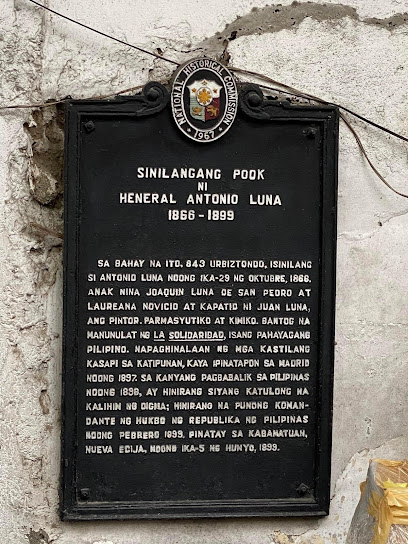 NATIONAL HISTORICAL COMMISSION
1967
SINILANGANG POOK
NI
HENERAL ANTONIO LUNA
1866-1899
SA BAHAY NA ITO, 843 URBIZTONDO, ISINILANG
SI ANTONIO LUNA NOONG IKA-29 NG OKTUBRE, 1866.
ANAK NINA JOAQUIN LUNA DE SAN PEDRO AT
LAUREANA NOVICIO AT KAPATID NI JUAN LUNA,
ANG PINTOR. PARMASYUTIKO AT KIMIKO. BANTOG NA
MANUNULAT NG LA SOLIDARIDAD, ISANG PAHAYAGANG
PILIPINO. NAPAGHINALAAN NG MGA KASTILANG
KASAPI SA KATIPUNAN, KAYA IPINATAPON SA MADRID
NOONG 1897. SA KANYANG PAGBABALIK SA PILIPINAS
NOONG 1898, AY HINIRANG SIYANG KATULONG NA
KALIHIM NG DIGMA; HINIRANG NA PUNONG KOMAN-
DANTE NG HUKBO NG REPUBLIKA NG PILIPINAS
NOONG PEBRERO 1899. PINATAY SA KABANATUAN,
NUEVA ECIJA, NOONG IKA-5 NG HUNYO, 1899.